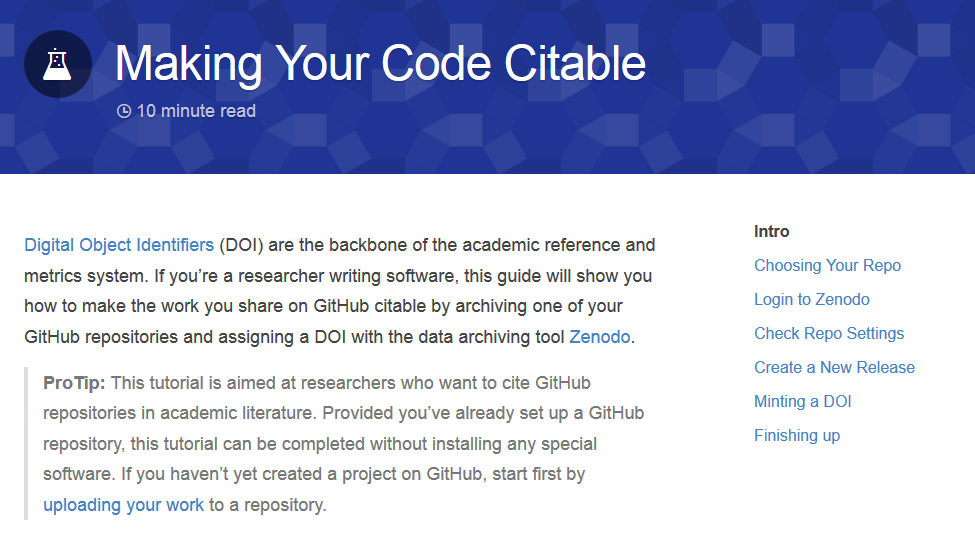 Making Your Code Citable
10 minute read
Digital Object Identifiers (DOI) are the backbone of the academic reference and
metrics system. If you’re a researcher writing software, this guide will show you
how to make the work you share on GitHub citable by archiving one of your
GitHub repositories and assigning a DOI with the data archiving tool Zenodo.
ProTip: This tutorial is aimed at researchers who want to cite GitHub
repositories in academic literature. Provided you’ve already set up a GitHub
repository, this tutorial can be completed without installing any special
software. If you haven’t yet created a project on GitHub, start first by
uploading your work to a repository.
Intro
Choosing Your Repo
Login to Zenodo
Check Repo Settings
Create a New Release
Minting a DOI
Finishing up